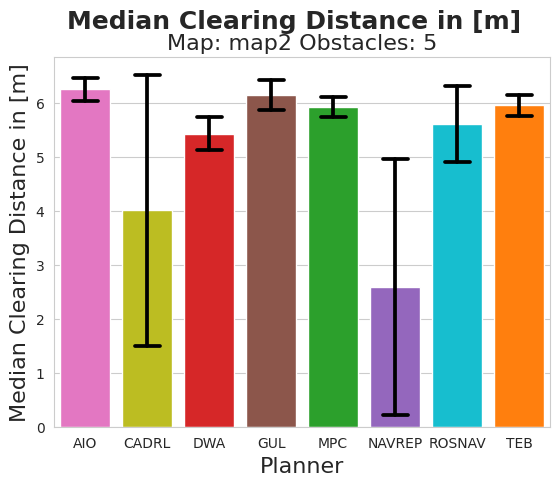 Median Clearing Distance in [m]
Map: map2 Obstacles: 5
Median Clearing Distance in [m]
6
5
4
3
2
1
0
AIO CADRL DWA GUL MPC NAVREP ROSNAV TEB
Planner